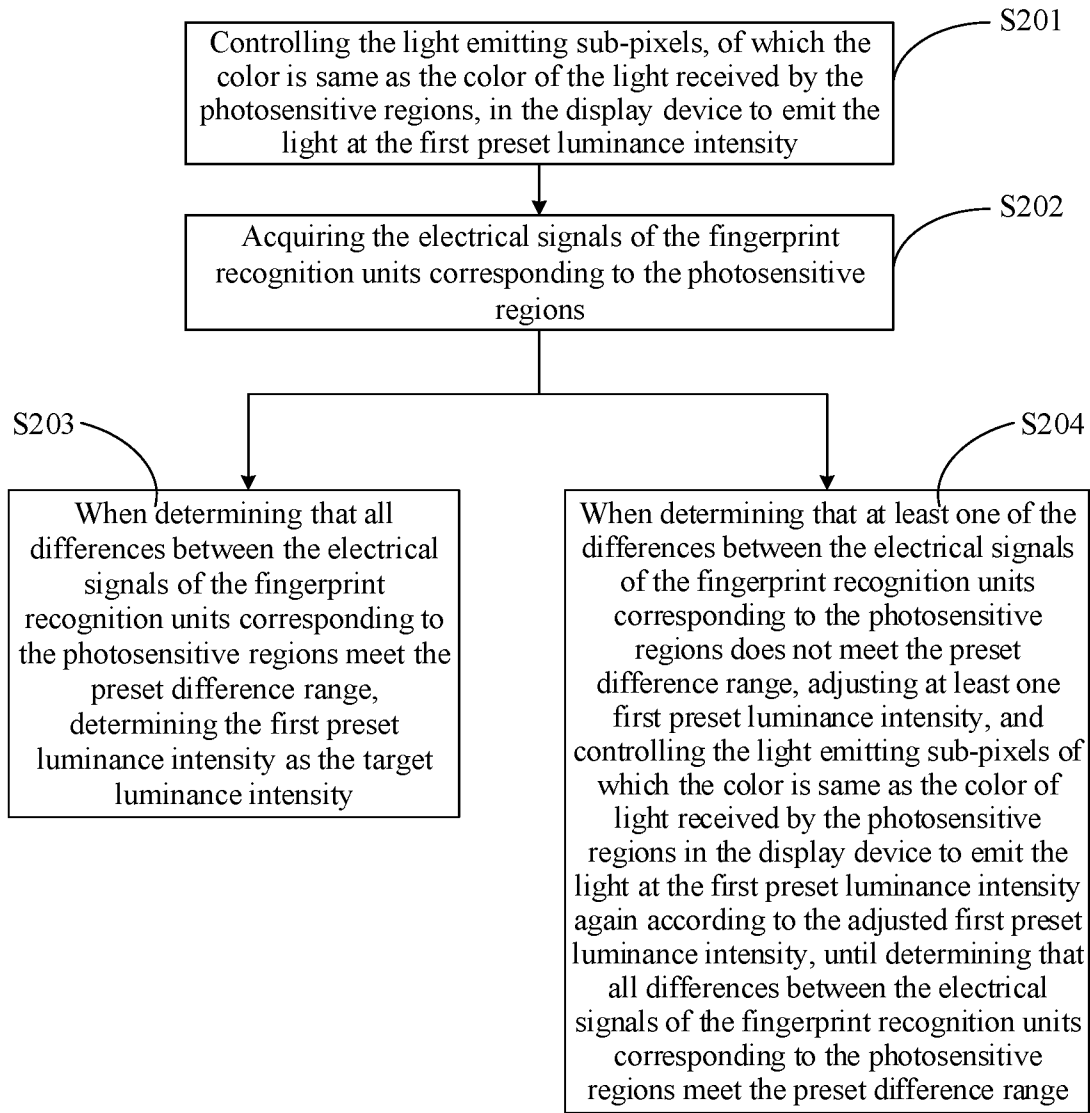 S201
Controlling the light emitting sub-pixels, of which the
color is same as the color of the light received by the
photosensitive regions, in the display device to emit the
light at the first preset luminance intensity
S202
Acquiring the electrical signals of the fingerprint
recognition units corresponding to the photosensitive
regions
S203
When determining that all
differences between the electrical
signals of the fingerprint
recognition units corresponding to
the photosensitive regions meet the
preset difference range,
determining the first preset
luminance intensity as the target
luminance intensity
S204
When determining that at least one of the
differences between the electrical signals
of the fingerprint recognition units
corresponding to the photosensitive
regions does not meet the preset
difference range, adjusting at least one
first preset luminance intensity, and
controlling the light emitting sub-pixels of
which the color is same as the color of
light received by the photosensitive
regions in the display device to emit the
light at the first preset luminance intensity
again according to the adjusted first preset
luminance intensity, until determining that
all differences between the electrical
signals of the fingerprint recognition units
corresponding to the photosensitive
regions meet the preset difference range